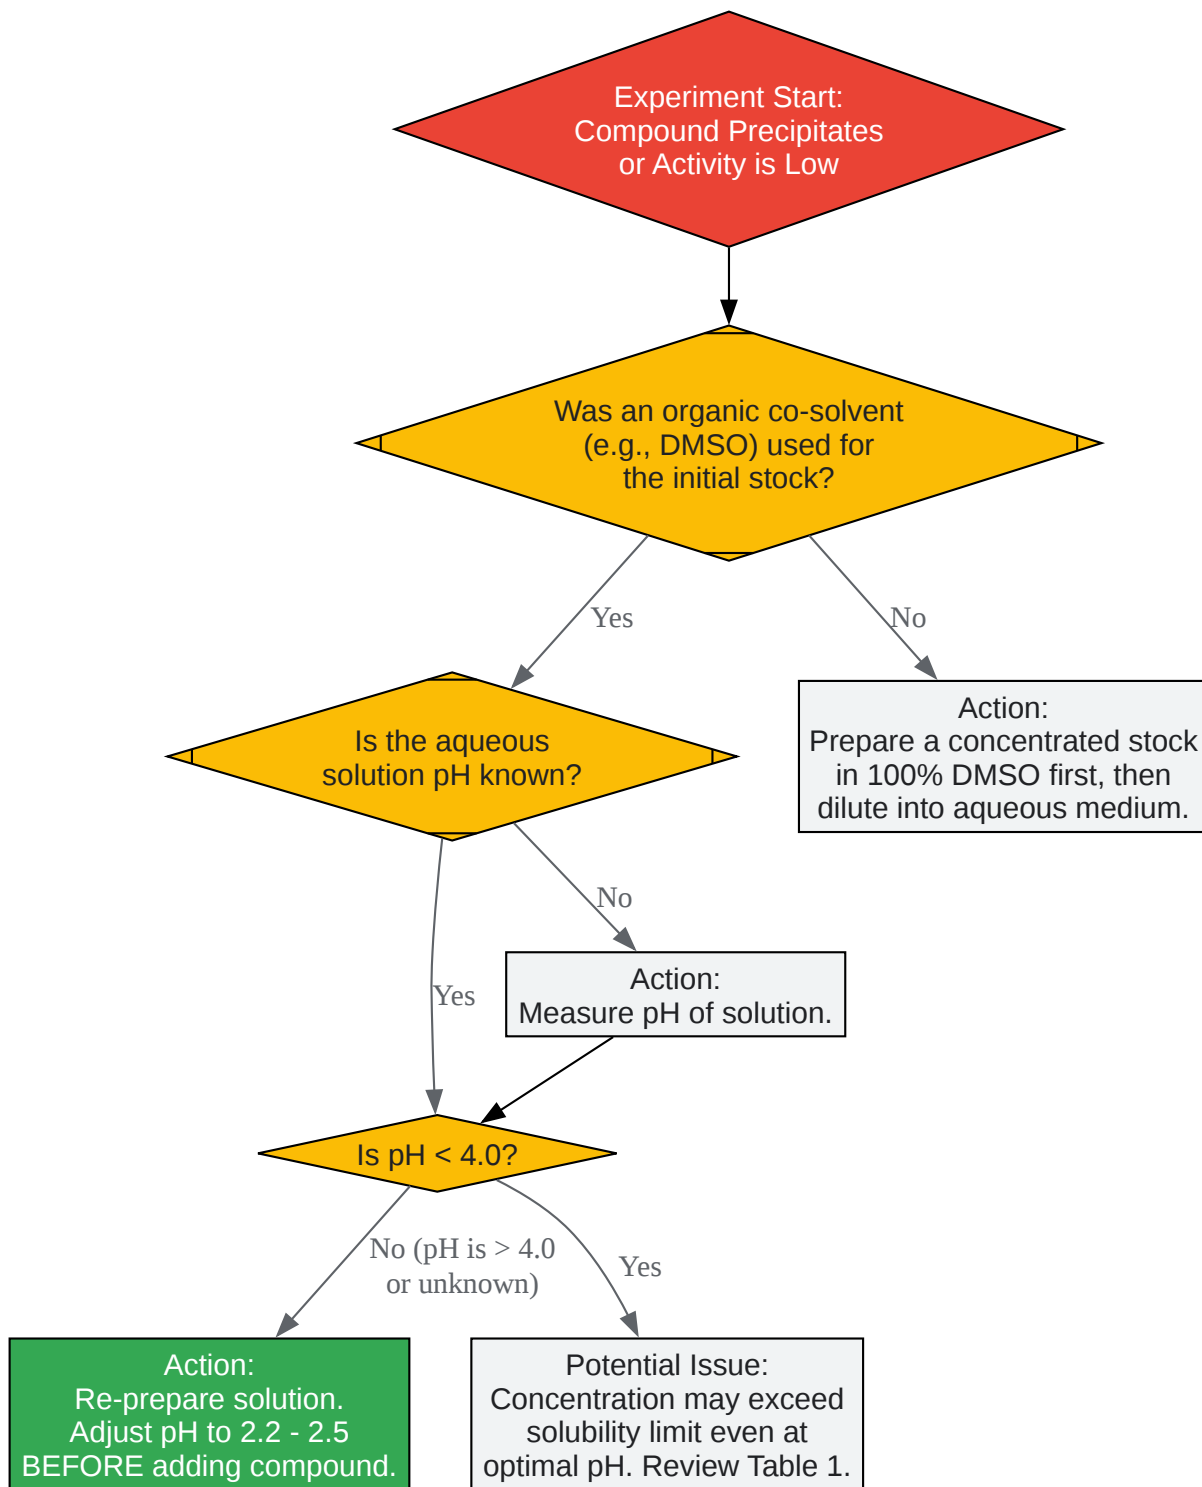 Experiment Start:
Compound Precipitates
or Activity is Low
Was an organic co-solvent
(e.g., DMSO) used for
the initial stock?
Yes
No
Is the aqueous
solution pH known?
Action:
Prepare a concentrated stock
in 100% DMSO first, then
dilute into aqueous medium.
No
Yes
Action:
Measure pH of solution.
Is pH < 4.0?
No (pH is > 4.0
or unknown)
Yes
Action:
Re-prepare solution.
Adjust pH to 2.2 - 2.5
BEFORE adding compound.
Potential Issue:
Concentration may exceed
solubility limit even at
optimal pH. Review Table 1.